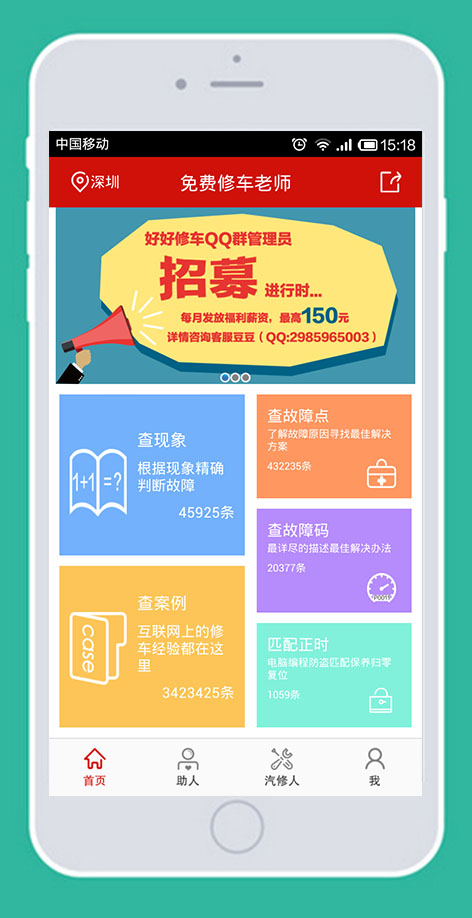 中国移动
15:18
深圳
免费修车老师
好好修车QQ群管理员
招募 进行时...
每月发放福利薪资，最高150元
详情咨询客服豆豆（QQ:2985965003）
查现象
1+1=?
根据现象精确
判断故障
45925条
查故障点
了解故障原因寻找最佳解决
方案
432235条
查故障码
最详尽的描述最佳解决办法
20377条
P0011
查案例
case
互联网上的修
车经验都在这
里
3423425条
匹配正时
电脑编程防盗匹配保养归零
复位
1059条
首页
助人
汽修人
我